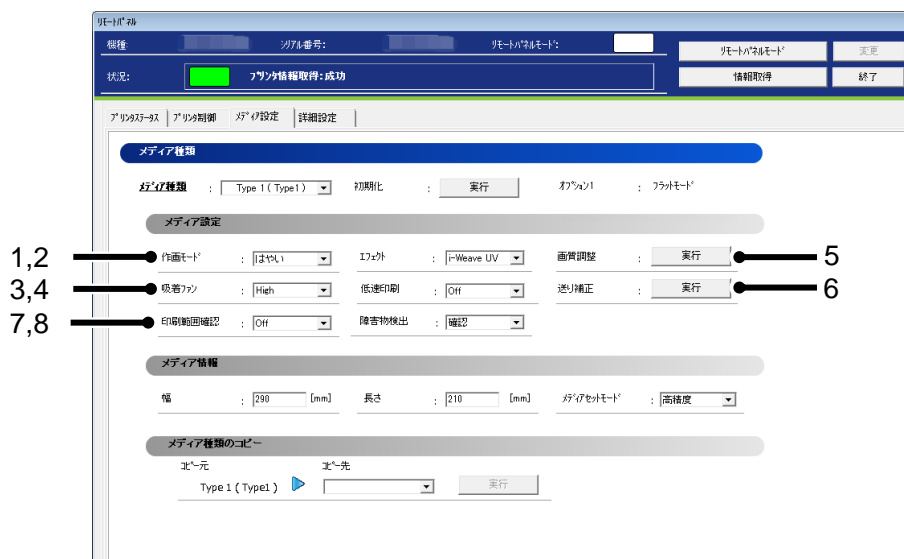 リモートパネル
機種: シリアル番号: リモートパネルモード: リモートパネルモード 変更
状況: プリンタ情報取得:成功 情報取得 終了
プリンタステータス プリンタ制御 メディア設定 詳細設定
メディア種類
メディア種類 : Type 1 ( Type1 ) 初期化 : 実行 オプション1 : フラットモード
メディア設定
1,2 作画モード : はやい エフェクト : i-Weave UV 画質調整 : 実行 5
3,4 吸着ファン : High 低速印刷 : Off 送り補正 : 実行 6
7,8 印刷範囲確認 : Off 障害物検出 : 確認
メディア情報
幅 : 290 [mm] 長さ : 210 [mm] メディアセットモード : 高精度
メディア種類のコピー
コピー元 コピー先
Type 1 ( Type1 ) 実行